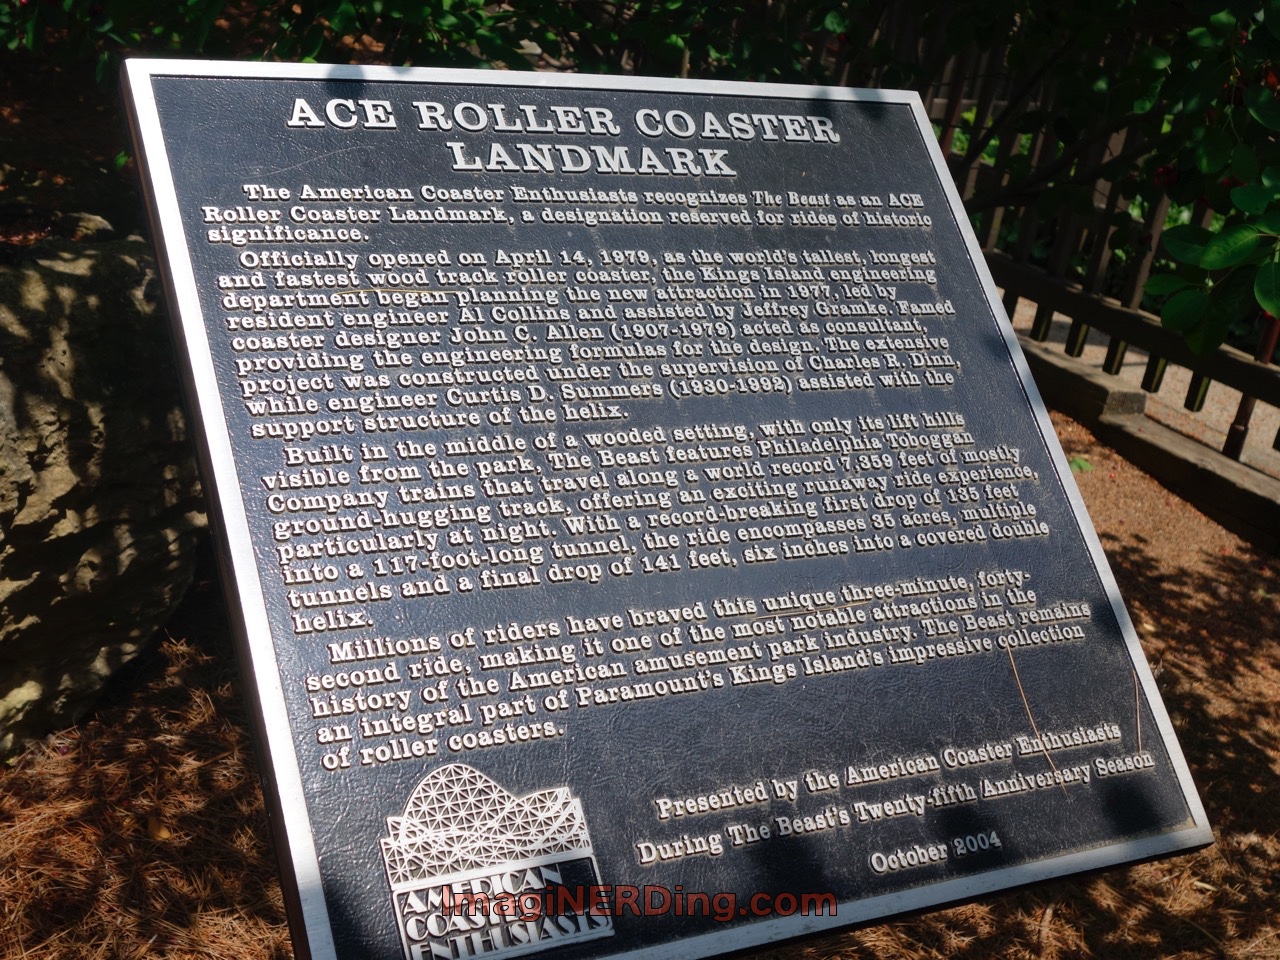 ACE ROLLER COASTER
LANDMARK
The American Coaster Enthusiasts recognizes The Beast as an ACE
Roller Coaster Landmark, a designation reserved for rides of historic
significance.
Officially opened on April 14, 1979, as the world's tallest, longest
and fastest wood track roller coaster, the Kings Island engineering
department began planning the new attraction in 1977, led by
resident engineer Al Collins and assisted by Jeffrey Gramke. Famed
coaster designer John C. Allen (1907-1979) acted as consultant,
providing the engineering formulas for the design. The extensive
project was constructed under the supervision of Charles R. Dinn,
while engineer Curtis D. Summers (1930-1992) assisted with the
support structure of the helix.
Built in the middle of a wooded setting, with only its lift hills
visible from the park, The Beast features Philadelphia Toboggan
Company trains that travel along a world record 7,359 feet of mostly
ground-hugging track, offering an exciting runaway ride experience,
particularly at night. With a record-breaking first drop of 135 feet
into a 117-foot-long tunnel, the ride encompasses 35 acres, multiple
tunnels and a final drop of 141 feet, six inches into a covered double
helix.
Millions of riders have braved this unique three-minute, forty-
second ride, making it one of the most notable attractions in the
history of the American amusement park industry. The Beast remains
an integral part of Paramount's Kings Island's impressive collection
of roller coasters.
Presented by the American Coaster Enthusiasts
During The Beast's Twenty-fifth Anniversary Season
October 2004
AMERICAN
COASTER
ENTHUSIASTS
ImagiNERDing.com